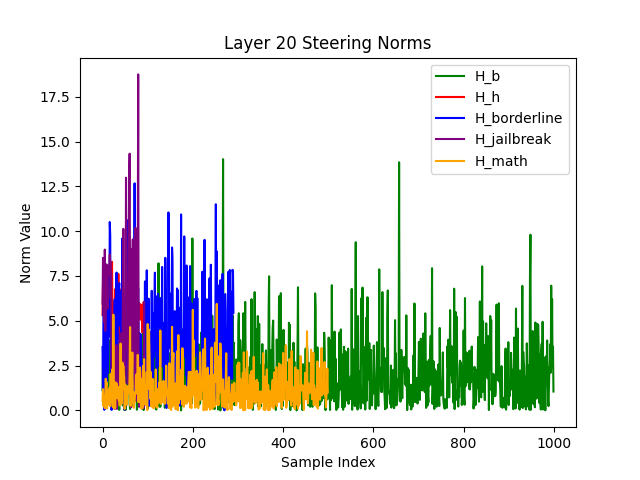 Layer 20 Steering Norms
H_b
H_h
H_borderline
H_jailbreak
H_math
Norm Value
17.5
15.0
12.5
10.0
7.5
5.0
2.5
0.0
0 200 400 600 800 1000
Sample Index